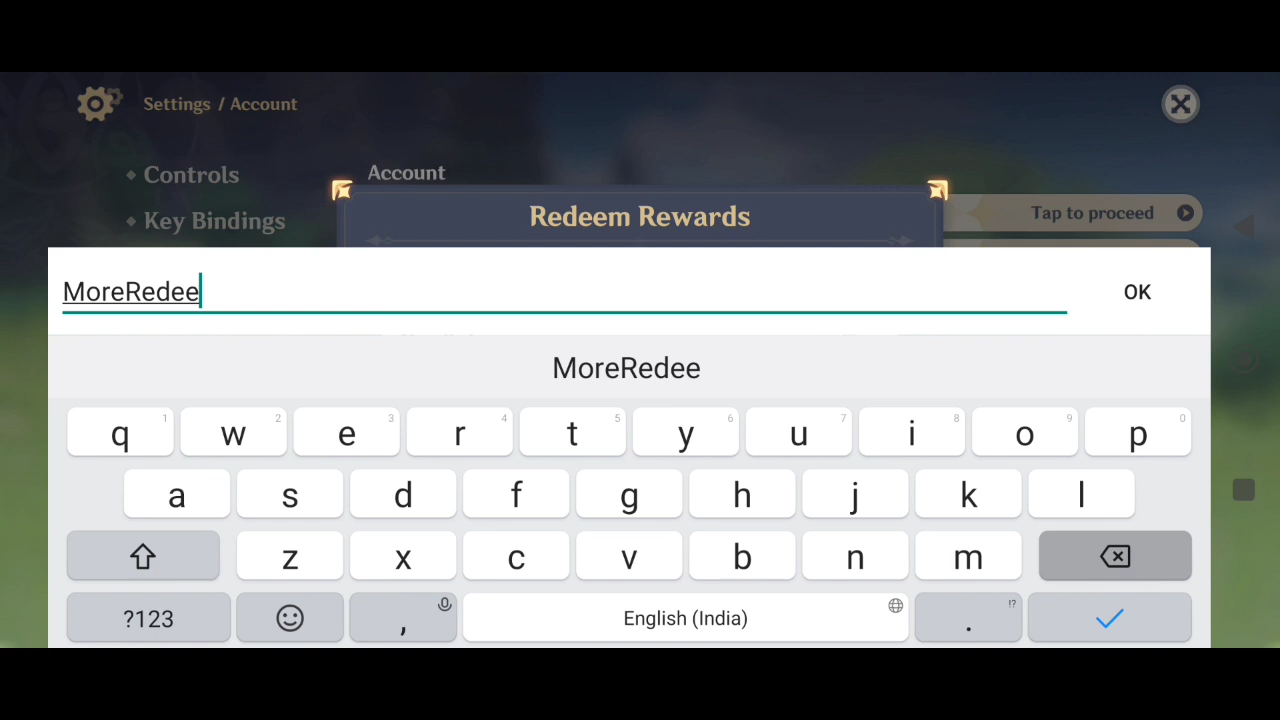 Settings / Account
Controls
Account
Key Bindings
Redeem Rewards
Tap to proceed
MoreRedee
OK
MoreRedee
q 1 w 2 e 3 r 4 t 5 y 6 u 7 i 8 o 9 p 0
a s d f g h j k l
z x c v b n m
?123 , English (India) . !?